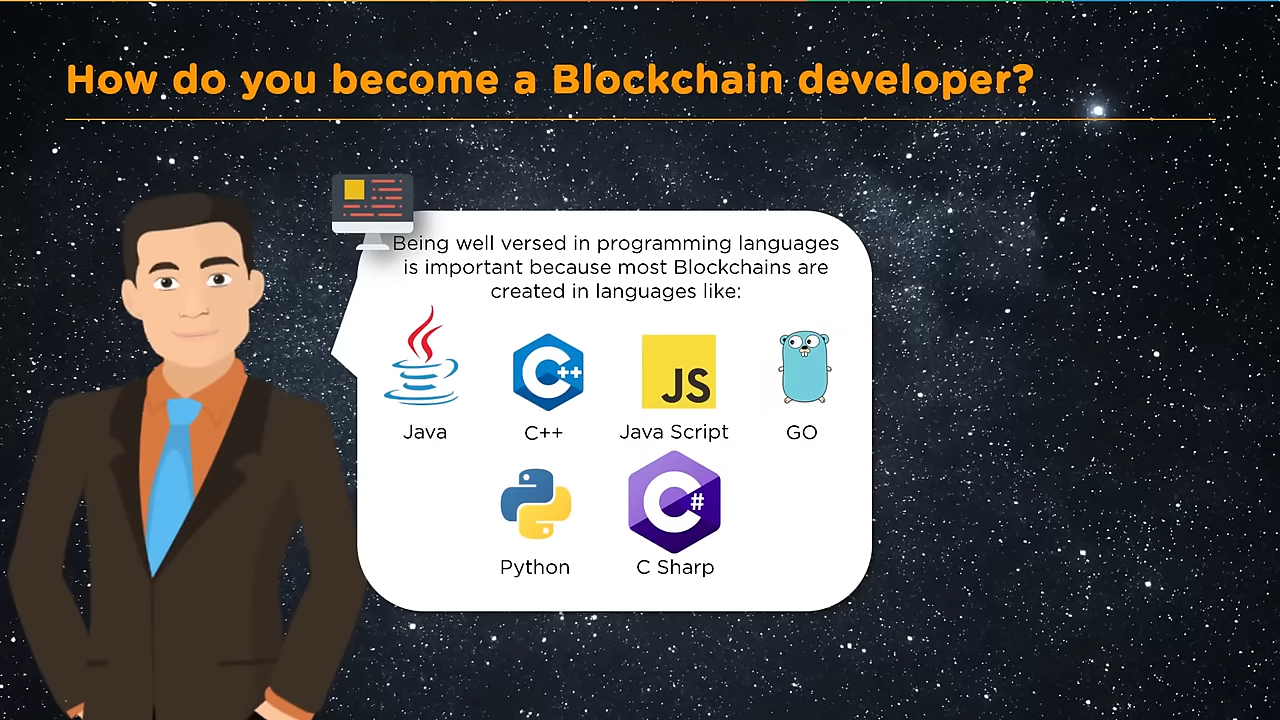 How do you become a Blockchain developer?
Being well versed in programming languages
is important because most Blockchains are
created in languages like:
C++
JS
Java
C++
Java Script
GO
C#
Python
C Sharp